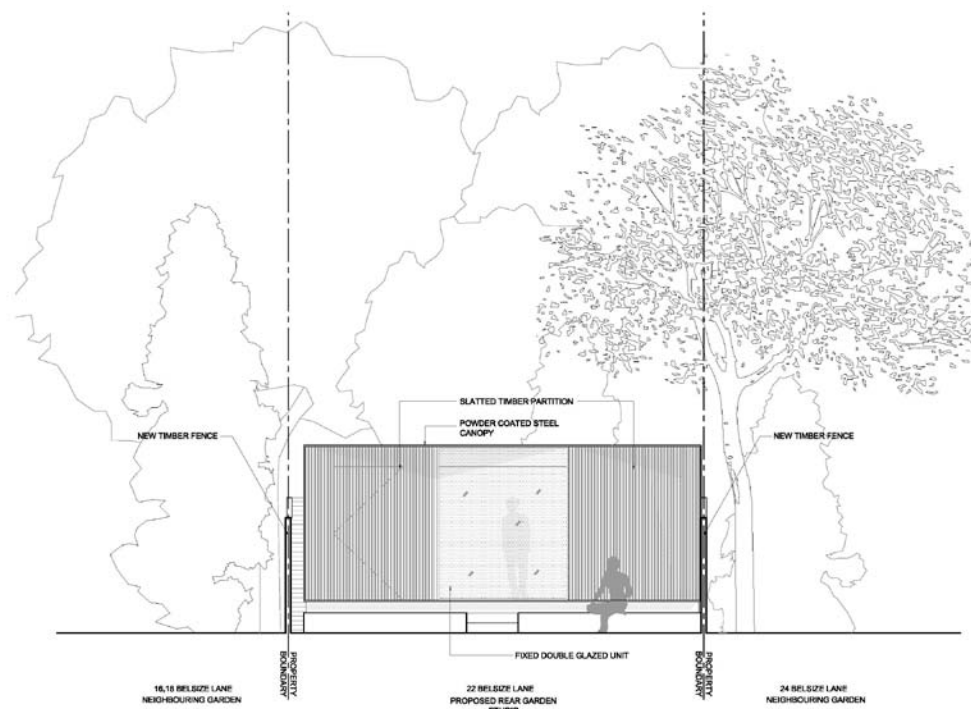 SLATTED TIMBER PARTITION
POWDER COATED STEEL
CANOPY
NEW TIMBER FENCE
NEW TIMBER FENCE
FIXED DOUBLE GLAZED UNIT
PROPERTY
BOUNDARY
PROPERTY
BOUNDARY
16,18 BELSIZE LANE
NEIGHBOURING GARDEN
22 BELSIZE LANE
PROPOSED REAR GARDEN
STUDIO
24 BELSIZE LANE
NEIGHBOURING GARDEN